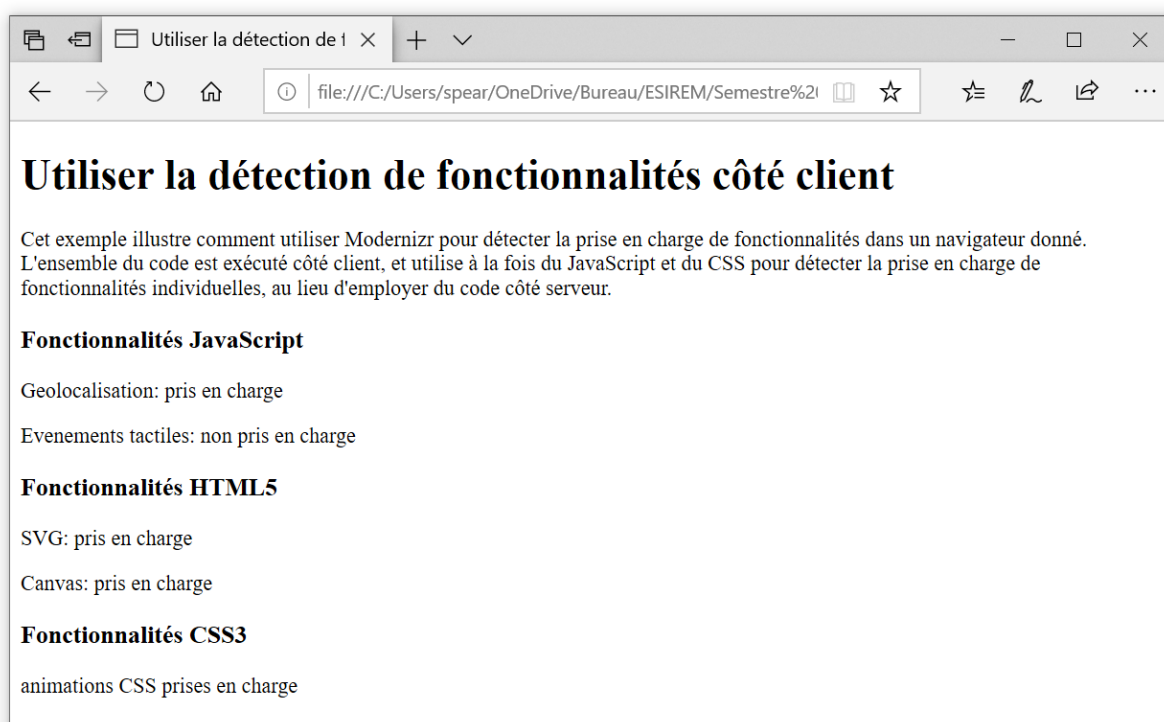 Utiliser la détection de f
file:///C:/Users/spear/OneDrive/Bureau/ESIREM/Semestre%20
Utiliser la détection de fonctionnalités côté client
Cet exemple illustre comment utiliser Modernizr pour détecter la prise en charge de fonctionnalités dans un navigateur donné.
L'ensemble du code est exécuté côté client, et utilise à la fois du JavaScript et du CSS pour détecter la prise en charge de
fonctionnalités individuelles, au lieu d'employer du code côté serveur.
Fonctionnalités JavaScript
Geolocalisation: pris en charge
Evenements tactiles: non pris en charge
Fonctionnalités HTML5
SVG: pris en charge
Canvas: pris en charge
Fonctionnalités CSS3
animations CSS prises en charge